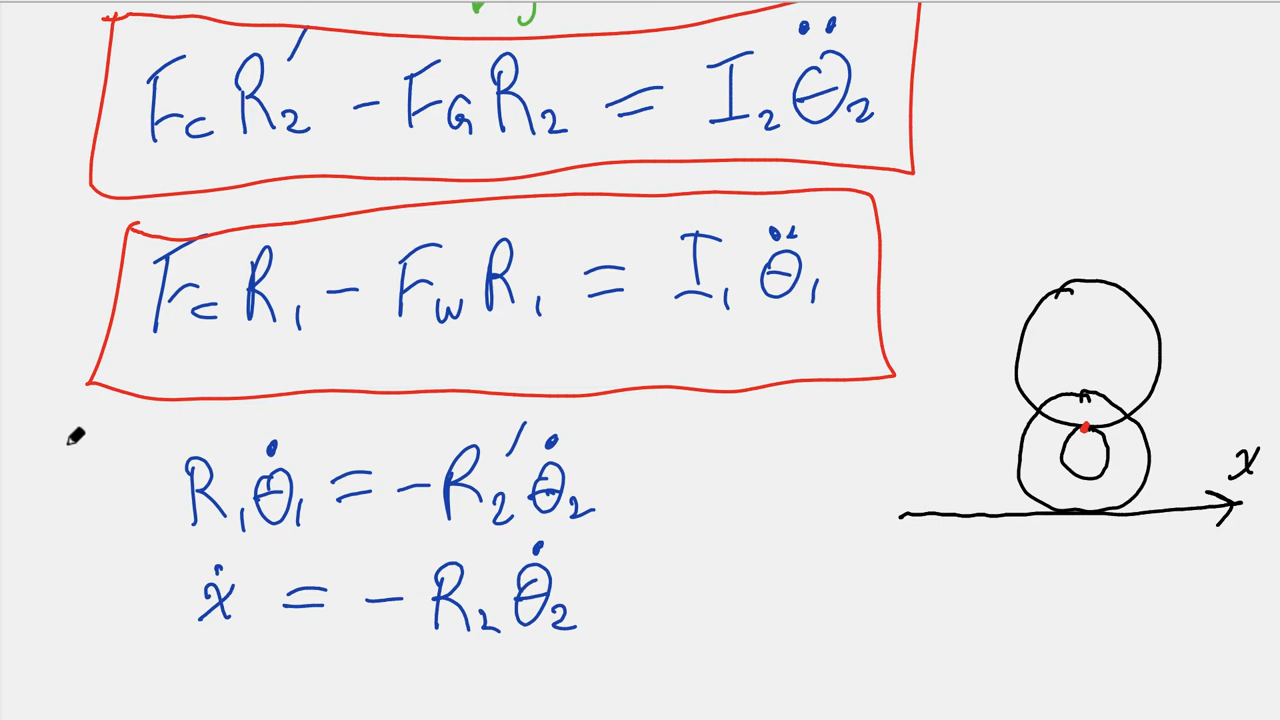 F_C R_2' - F_G R_2 = I_2 θ̈_2
F_C R_1 - F_W R_1 = I_1 θ̈_1
R_1 θ̇_1 = -R_2' θ̇_2
ẋ = -R_2 θ̇_2
x